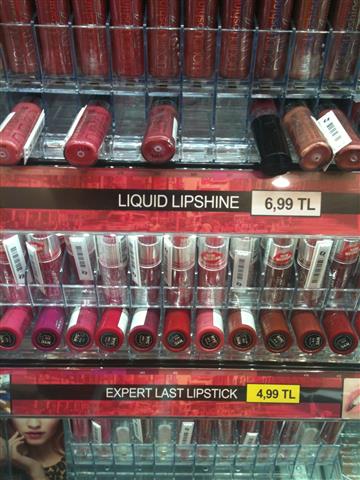 LIQUID LIPSHINE 6,99 TL
EXPERT LAST LIPSTICK 4,99 TL